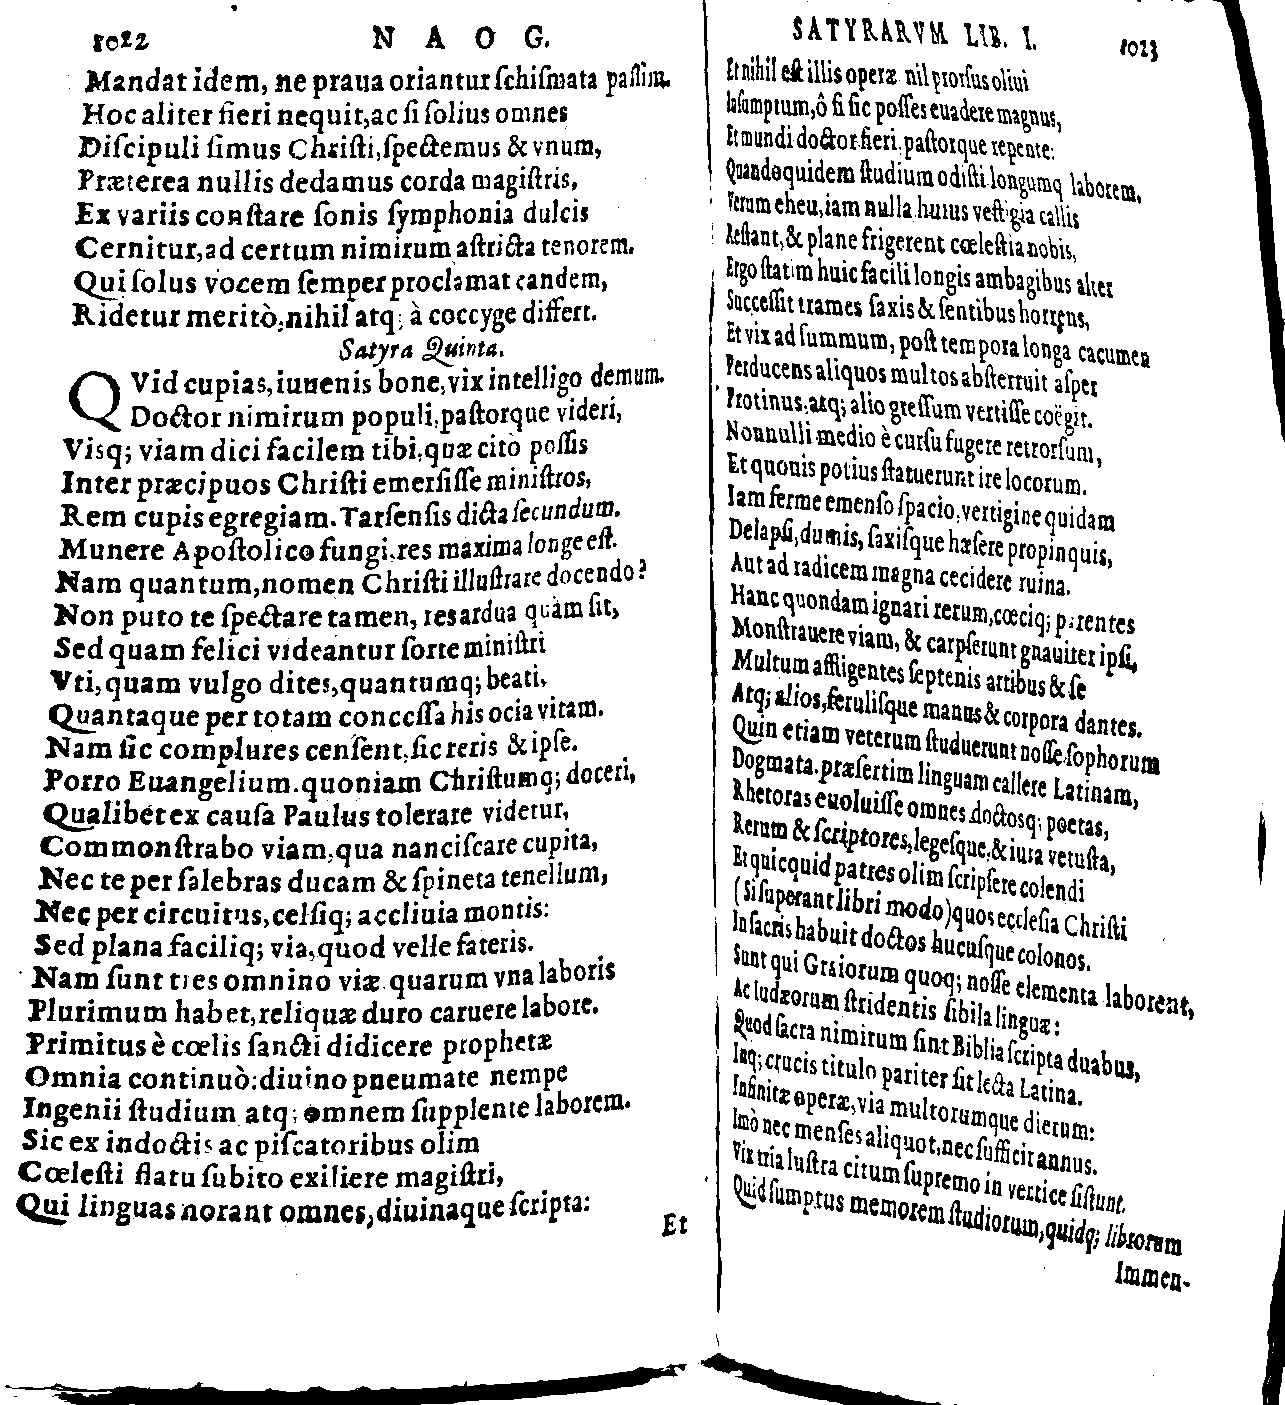 1022 NAOG.
Mandat idem, ne praua oriantur ſchiſmata paſſim.
Hoc aliter fieri nequit, ac ſi ſolius omnes
Diſcipuli ſimus Chriſti, ſpectemus & vnum,
Præterea nullis dedamus corda magiſtris,
Ex variis conſtare ſonis ſymphonia dulcis
Cernitur, ad certum nimirum aſtricta tenorem.
Qui ſolus vocem ſemper proclamat eandem,
Ridetur meritò, nihil atq; à coccyge differt.
Satyra Quinta.
QVid cupias, iuuenis bone, vix intelligo demum.
Doctor nimirum populi, paſtorque videri,
Viſq; viam dici facilem tibi, quæ citò poſſis
Inter præcipuos Chriſti emerſiſſe miniſtros,
Rem cupis egregiam. Tarſenſis dicta ſecundum.
Munere Apoſtolico fungi, res maxima longe eſt.
Nam quantum, nomen Chriſti illuſtrare docendo?
Non puto te ſpectare tamen, res ardua quàm ſit,
Sed quam felici videantur ſorte miniſtri
Vti, quam vulgo dites, quantumq; beati,
Quantaque per totam conceſſa his ocia vitam.
Nam ſic complures cenſent, ſic reris & ipſe.
Porro Euangelium. quoniam Chriſtumq; doceri,
Qualibet ex cauſa Paulus tolerare videtur,
Commonſtrabo viam, qua nanciſcare cupita,
Nec te per ſalebras ducam & ſpineta tenellum,
Nec per circuitus, celſiq; accliuia montis:
Sed plana faciliq; via, quod velle fateris.
Nam ſunt tres omnino viæ quarum vna laboris
Plurimum habet, reliquæ duro caruere labore.
Primitus è cœlis ſancti didicere prophetæ
Omnia continuò: diuino pneumate nempe
Ingenii ſtudium atq; omnem ſupplente laborem.
Sic ex indoctis ac piſcatoribus olim
Cœleſti flatu ſubito exiliere magiſtri,
Qui linguas norant omnes, diuinaque ſcripta:
Et
SATYRARVM LIB. I. 1023
Et nihil eſt illis operæ nil prorſus oliui
Inſumptum, ô ſi ſic poſſes euadere magnus,
Et mundi doctor fieri, paſtorque repente:
Quandoquidem ſtudium odiſti longumq laborem,
Verum eheu, iam nulla huius veſtigia callis
Reſtant, & plane frigerent cœleſtia nobis,
Ergo ſtatim huic facili longis ambagibus alter
Succeſſit trames ſaxis & ſentibus horrens,
Et vix ad ſummum, poſt tempora longa cacumen
Perducens aliquos multos abſterruit aſper
Protinus, atq; alio greſſum vertiſſe coëgit.
Nonnulli medio è curſu fugere retrorſum,
Et quouis potius ſtatuerunt ire locorum.
Iam ferme emenſo ſpacio, vertigine quidam
Delapſi, dumis, ſaxiſque hæſere propinquis,
Aut ad radicem magna cecidere ruina.
Hanc quondam ignari rerum, cœciq; parentes
Monſtrauere viam, & carpſerunt gnauiter ipſi,
Multum affligentes ſeptenis artibus & ſe
Atq; alios, feruliſque manus & corpora dantes.
Quin etiam veterum ſtuduerunt noſſe ſophorum
Dogmata. præſertim linguam callere Latinam,
Rhetoras euoluiſſe omnes doctosq; poetas,
Rerum & ſcriptores, legeſque, & iura vetuſta,
Et quicquid patres olim ſcripſere colendi
(Si ſuperant libri modo) quos eccleſia Chriſti
In ſacris habuit doctos hucuſque colonos.
Sunt qui Graiorum quoq; noſſe elementa laborent,
Ac Iudæorum ſtridentis ſibila linguæ:
Quod ſacra nimirum ſint Biblia ſcripta duabus,
Inq; crucis titulo pariter ſit lecta Latina.
Infinitæ operæ, via multorumque dierum:
Imò nec menſes aliquot, nec ſufficit annus.
Vix tria luſtra citum ſupremo in vertice ſiſtunt.
Quid ſumptus memorem ſtudiorum, quidq; librorum
Immen-